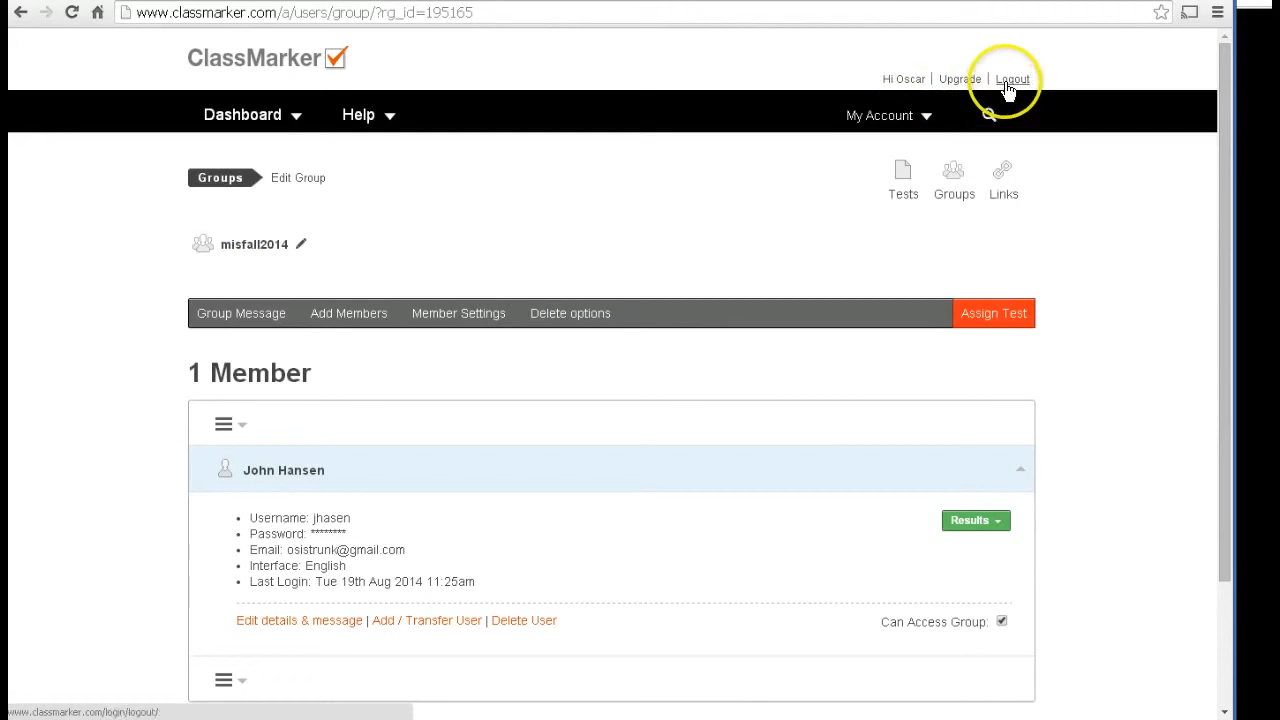 www.classmarker.com/a/users/group/?rg_id=195165
ClassMarker
Hi Oscar | Upgrade | Logout
Dashboard Help My Account
Groups Edit Group
Tests Groups Links
misfall2014
Group Message Add Members Member Settings Delete options Assign Test
1 Member
John Hansen
• Username: jhasen
Results
• Password: ********
• Email: osistrunk@gmail.com
• Interface: English
• Last Login: Tue 19th Aug 2014 11:25am
Edit details & message | Add / Transfer User | Delete User
Can Access Group:
www.classmarker.com/login/logout/